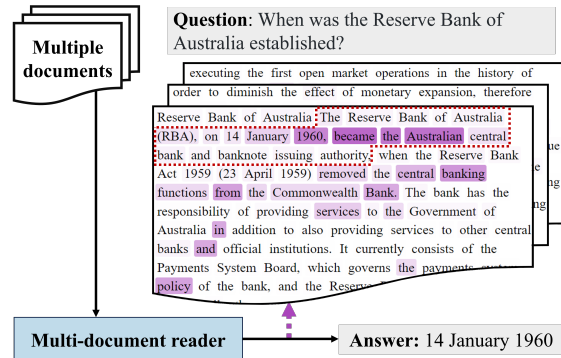 Multiple
documents
Question: When was the Reserve Bank of
Australia established?
executing the first open market operations in the history of
order to diminish the effect of monetary expansion, therefore
Reserve Bank of Australia The Reserve Bank of Australia
(RBA), on 14 January 1960, became the Australian central
bank and banknote issuing authority, when the Reserve Bank
Act 1959 (23 April 1959) removed the central banking
functions from the Commonwealth Bank. The bank has the
responsibility of providing services to the Government of
Australia in addition to also providing services to other central
banks and official institutions. It currently consists of the
Payments System Board, which governs the payments
policy of the bank, and the
Multi-document reader
Answer: 14 January 1960